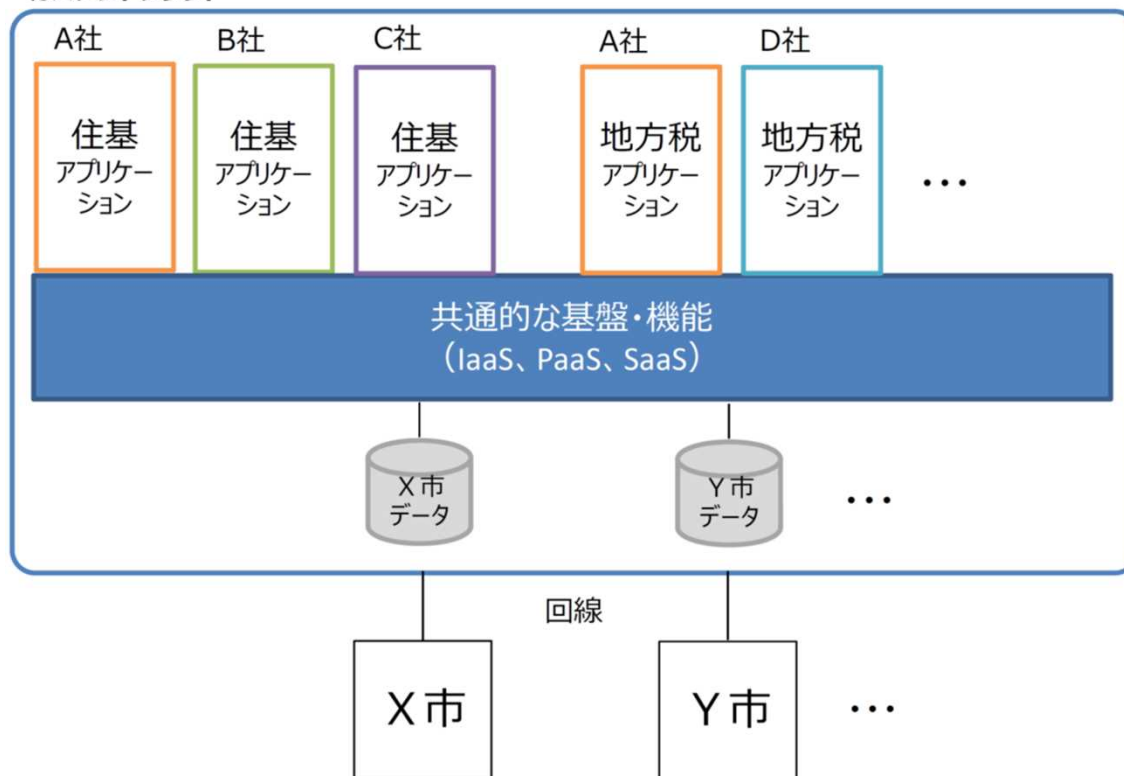 A社
B社
C社
A社
D社
住基
アプリケー
ション
住基
アプリケー
ション
住基
アプリケー
ション
地方税
アプリケー
ション
地方税
アプリケー
ション
…
共通的な基盤・機能
（IaaS、PaaS、SaaS）
X市
データ
Y市
データ
…
回線
X市
Y市
…